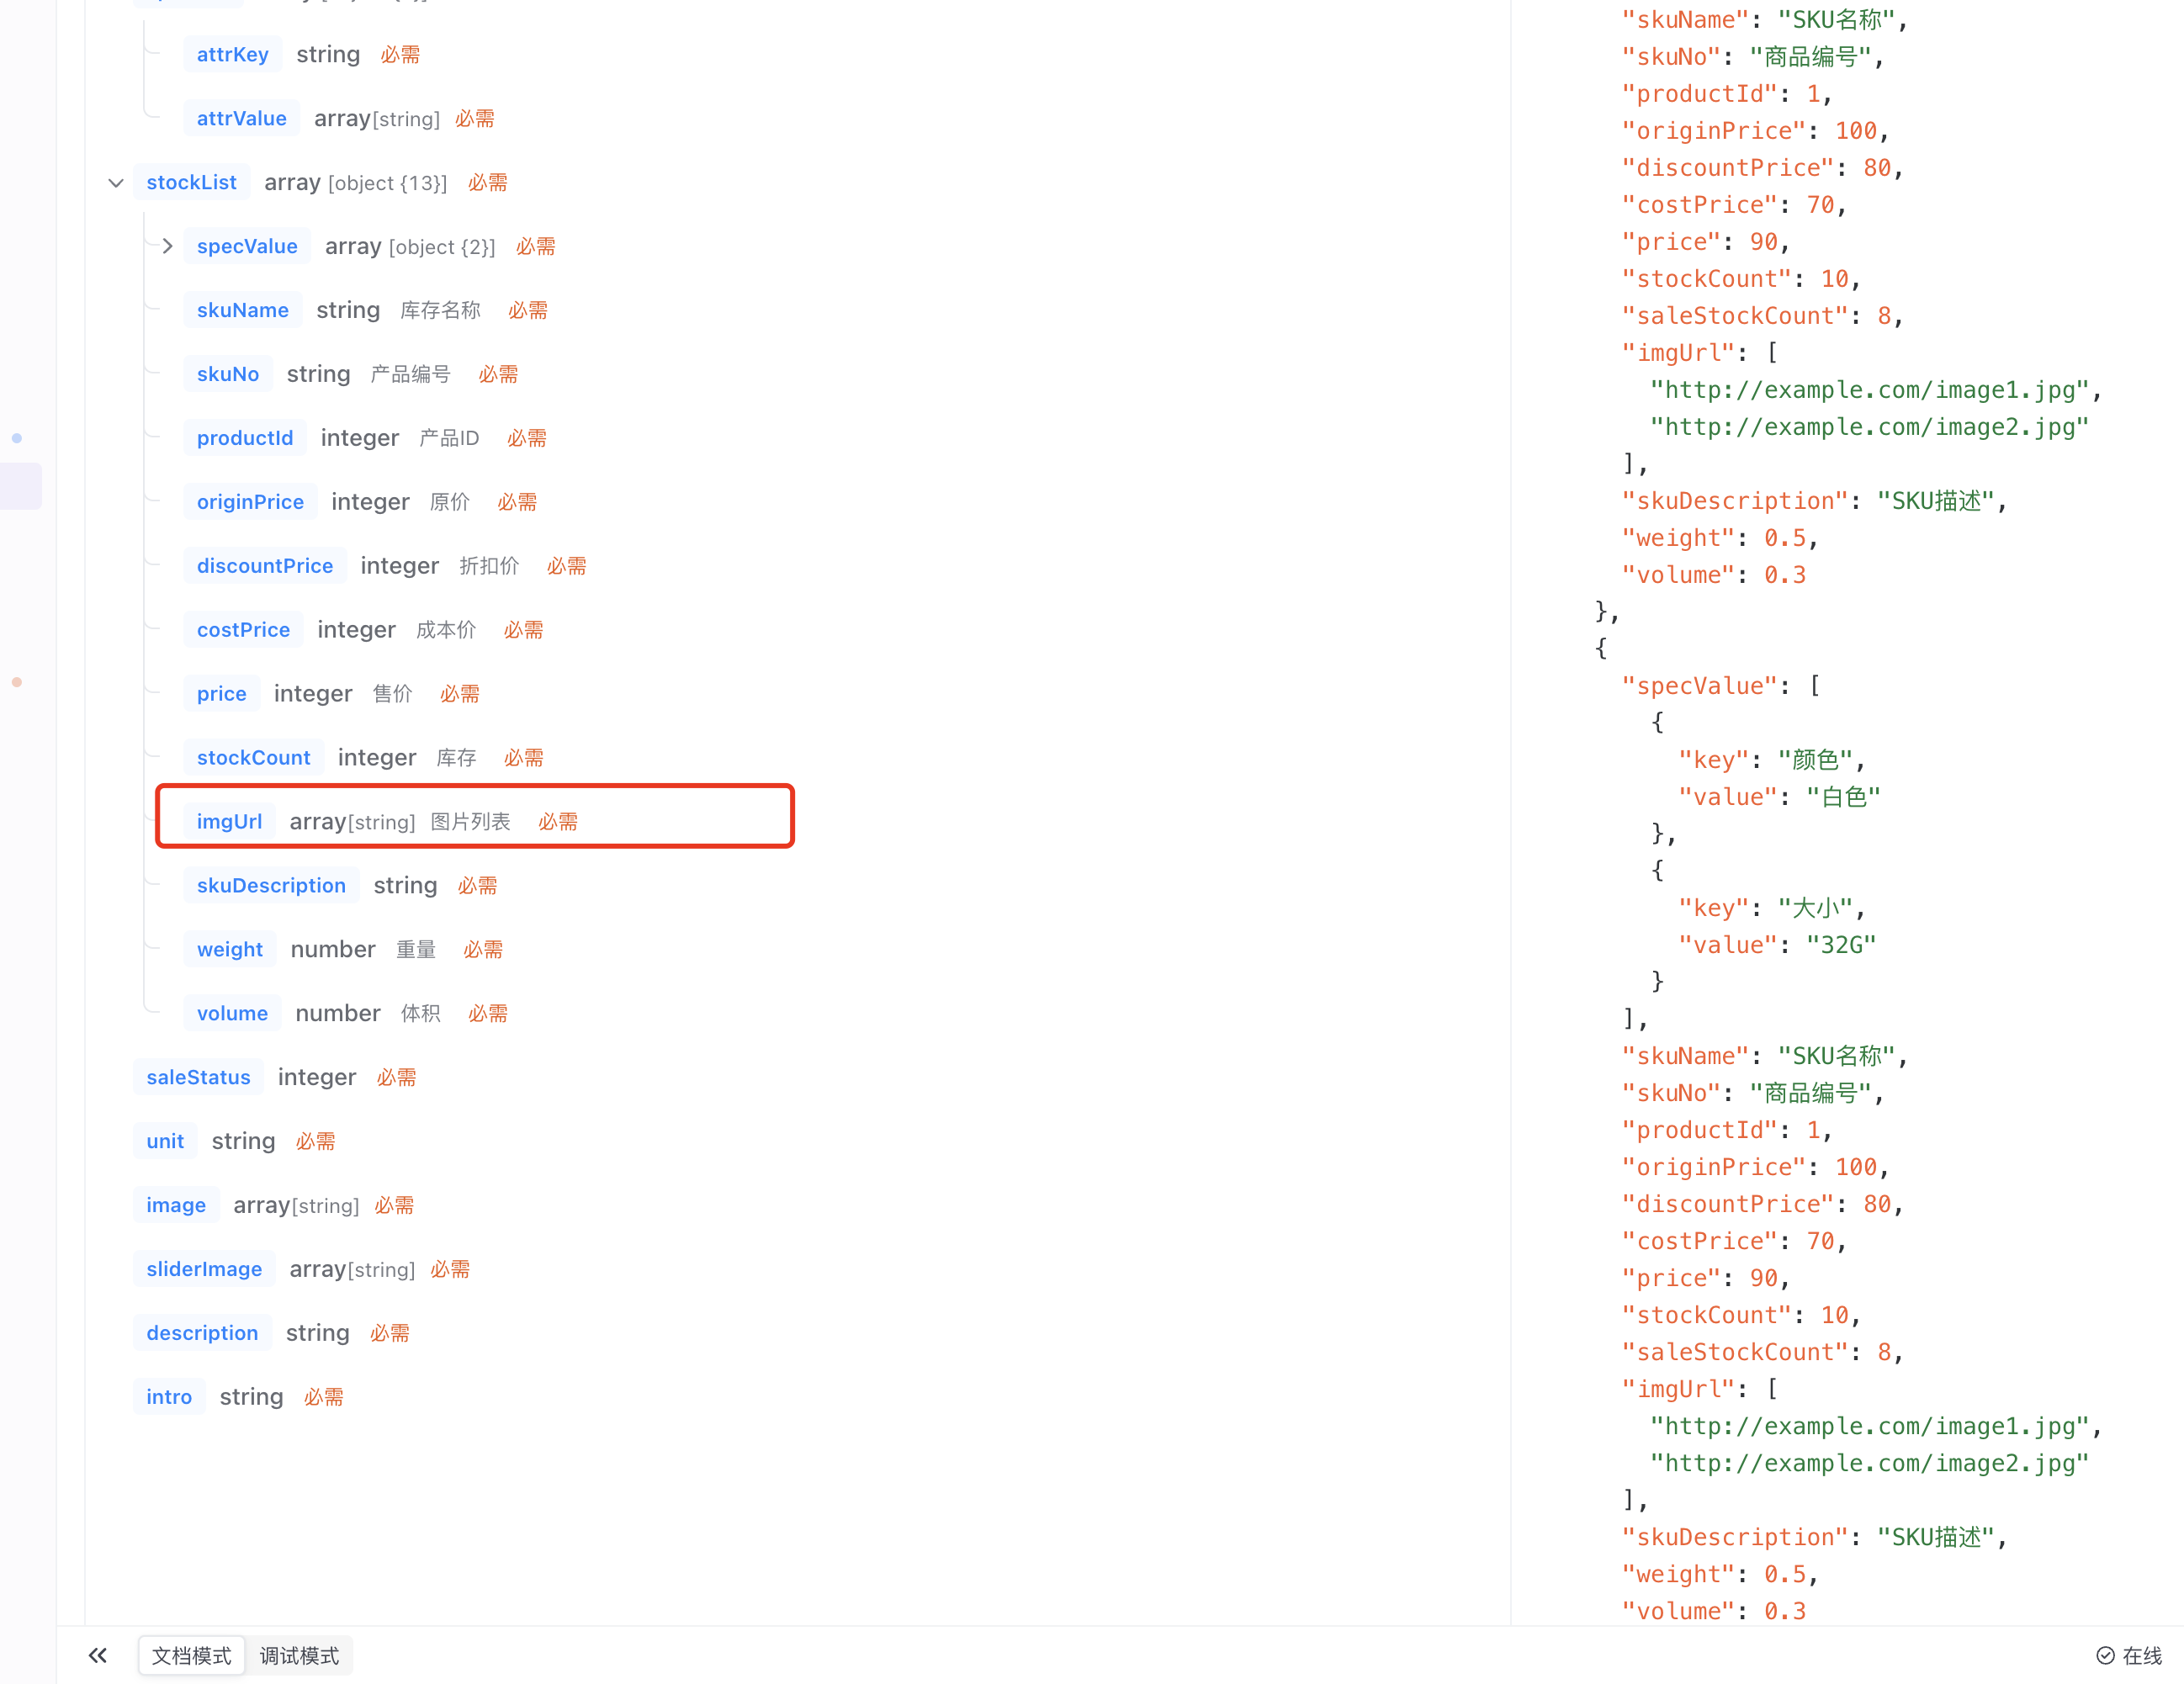 attrKey string 必需
attrValue array[string] 必需
stockList array [object {13}] 必需
specValue array [object {2}] 必需
skuName string 库存名称 必需
skuNo string 产品编号 必需
productId integer 产品ID 必需
originPrice integer 原价 必需
discountPrice integer 折扣价 必需
costPrice integer 成本价 必需
price integer 售价 必需
stockCount integer 库存 必需
imgUrl array[string] 图片列表 必需
skuDescription string 必需
weight number 重量 必需
volume number 体积 必需
saleStatus integer 必需
unit string 必需
image array[string] 必需
sliderImage array[string] 必需
description string 必需
intro string 必需
"skuName": "SKU名称",
"skuNo": "商品编号",
"productId": 1,
"originPrice": 100,
"discountPrice": 80,
"costPrice": 70,
"price": 90,
"stockCount": 10,
"saleStockCount": 8,
"imgUrl": [
"http://example.com/image1.jpg",
"http://example.com/image2.jpg"
],
"skuDescription": "SKU描述",
"weight": 0.5,
"volume": 0.3
},
{
"specValue": [
{
"key": "颜色",
"value": "白色"
},
{
"key": "大小",
"value": "32G"
}
],
"skuName": "SKU名称",
"skuNo": "商品编号",
"productId": 1,
"originPrice": 100,
"discountPrice": 80,
"costPrice": 70,
"price": 90,
"stockCount": 10,
"saleStockCount": 8,
"imgUrl": [
"http://example.com/image1.jpg",
"http://example.com/image2.jpg"
],
"skuDescription": "SKU描述",
"weight": 0.5,
"volume": 0.3
文档模式 调试模式
在线